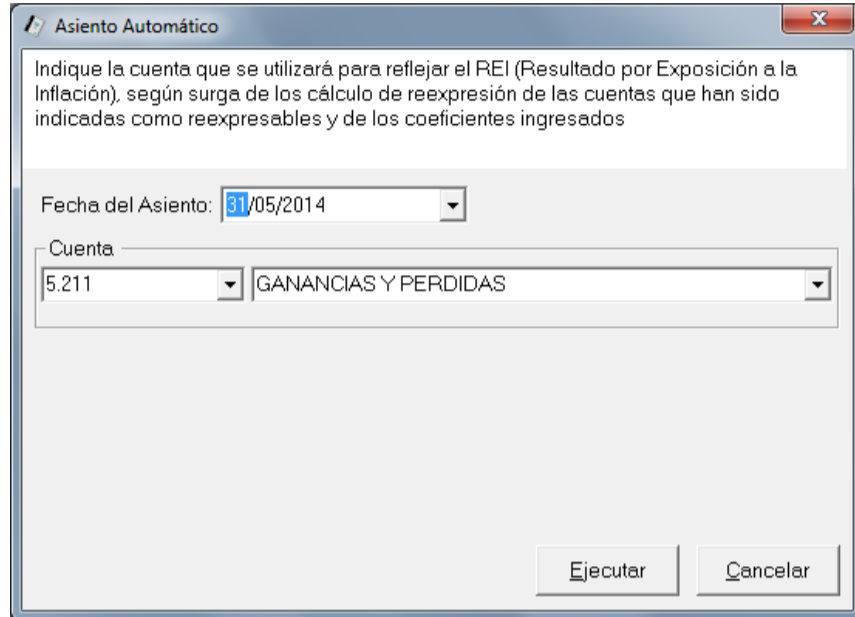 Asiento Automático
Indique la cuenta que se utilizará para reflejar el REI (Resultado por Exposición a la
Inflación), según surga de los cálculo de reexpresión de las cuentas que han sido
indicadas como reexpresables y de los coeficientes ingresados
Fecha del Asiento: 31/05/2014
Cuenta
5.211 GANANCIAS Y PERDIDAS
Ejecutar Cancelar